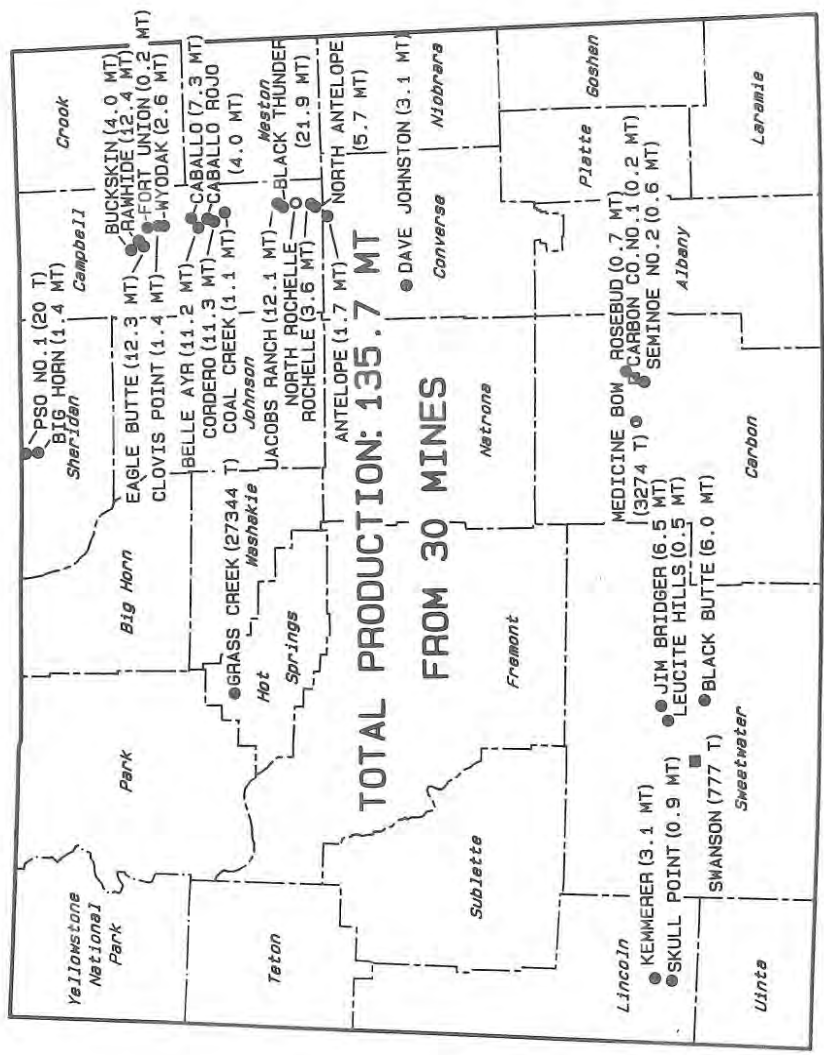 Yellowstone
National
Park
Park
Big Horn
PSO NO.1 (20 T)
BIG HORN (1.4 MT)
Sheridan
Campbell
Crook
BUCKSKIN (4.0 MT)
RAWHIDE (12.4 MT)
FORT UNION (0.2 MT)
WYODAK (2.6 MT)
EAGLE BUTTE (12.3 MT)
CLOVIS POINT (1.4 MT)
Teton
GRASS CREEK (27344 T)
Hot
Springs
Washakie
Johnson
BELLE AYR (11.2 MT)
CORDERO (11.3 MT)
COAL CREEK (1.1 MT)
CABALLO (7.3 MT)
CABALLO ROJO
(4.0 MT)
Weston
JACOBS RANCH (12.1 MT)
BLACK THUNDER
(21.9 MT)
NORTH ROCHELLE
ROCHELLE (3.6 MT)
NORTH ANTELOPE
(5.7 MT)
ANTELOPE (1.7 MT)
TOTAL PRODUCTION: 135.7 MT
FROM 30 MINES
DAVE JOHNSTON (3.1 MT)
Converse
Niobrara
Sublette
Fremont
Natrona
Platte
Goshen
Lincoln
KEMMERER (3.1 MT)
SKULL POINT (0.9 MT)
SWANSON (777 T)
Sweetwater
JIM BRIDGER (6.5 MT)
LEUCITE HILLS (0.5 MT)
BLACK BUTTE (6.0 MT)
MEDICINE BOW
(3274 T)
ROSEBUD (0.7 MT)
CARBON CO.NO.1 (0.2 MT)
SEMINOE NO.2 (0.6 MT)
Carbon
Albany
Laramie
Uinta